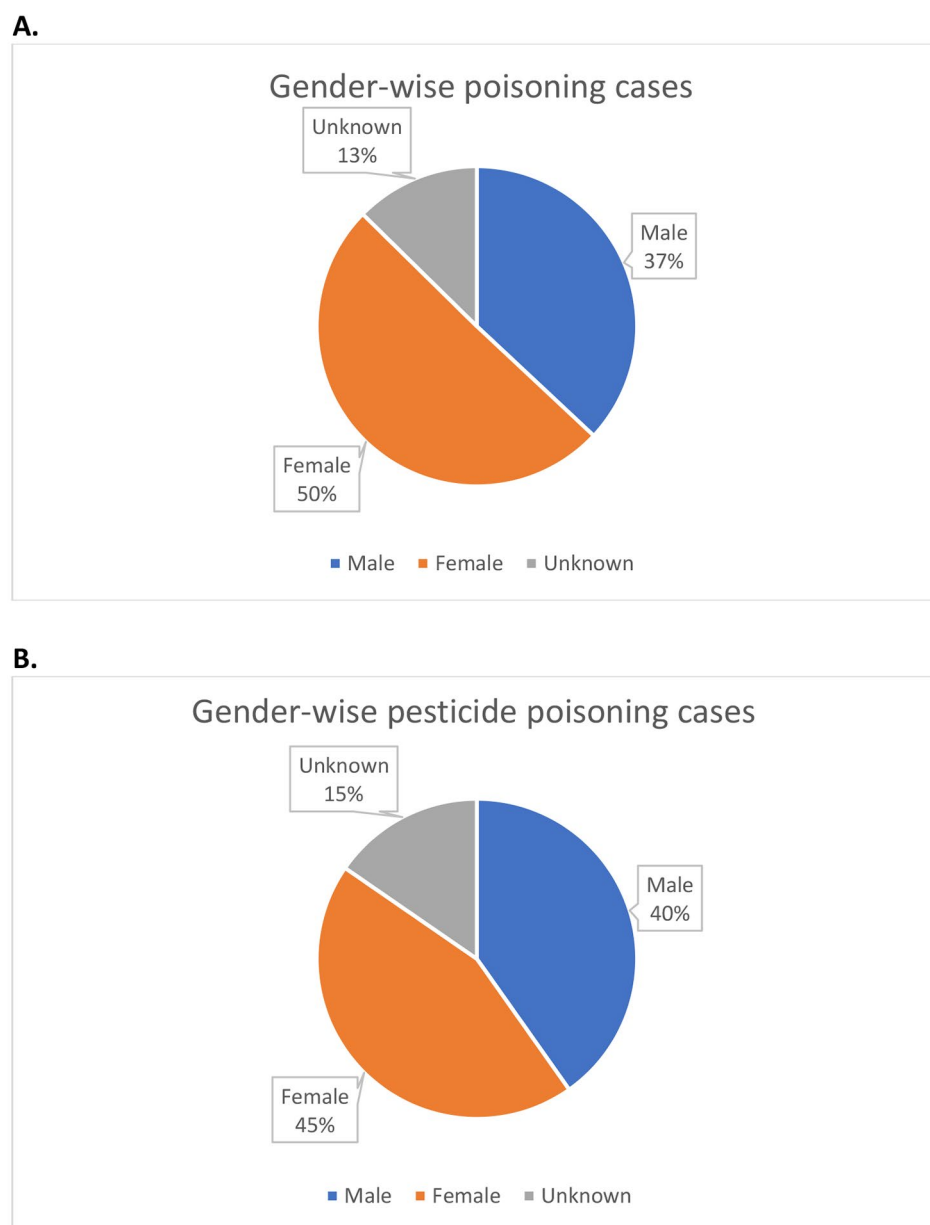 A.
Gender-wise poisoning cases
Unknown
13%
Male
37%
Female
50%
Male Female Unknown
B.
Gender-wise pesticide poisoning cases
Unknown
15%
Male
40%
Female
45%
Male Female Unknown